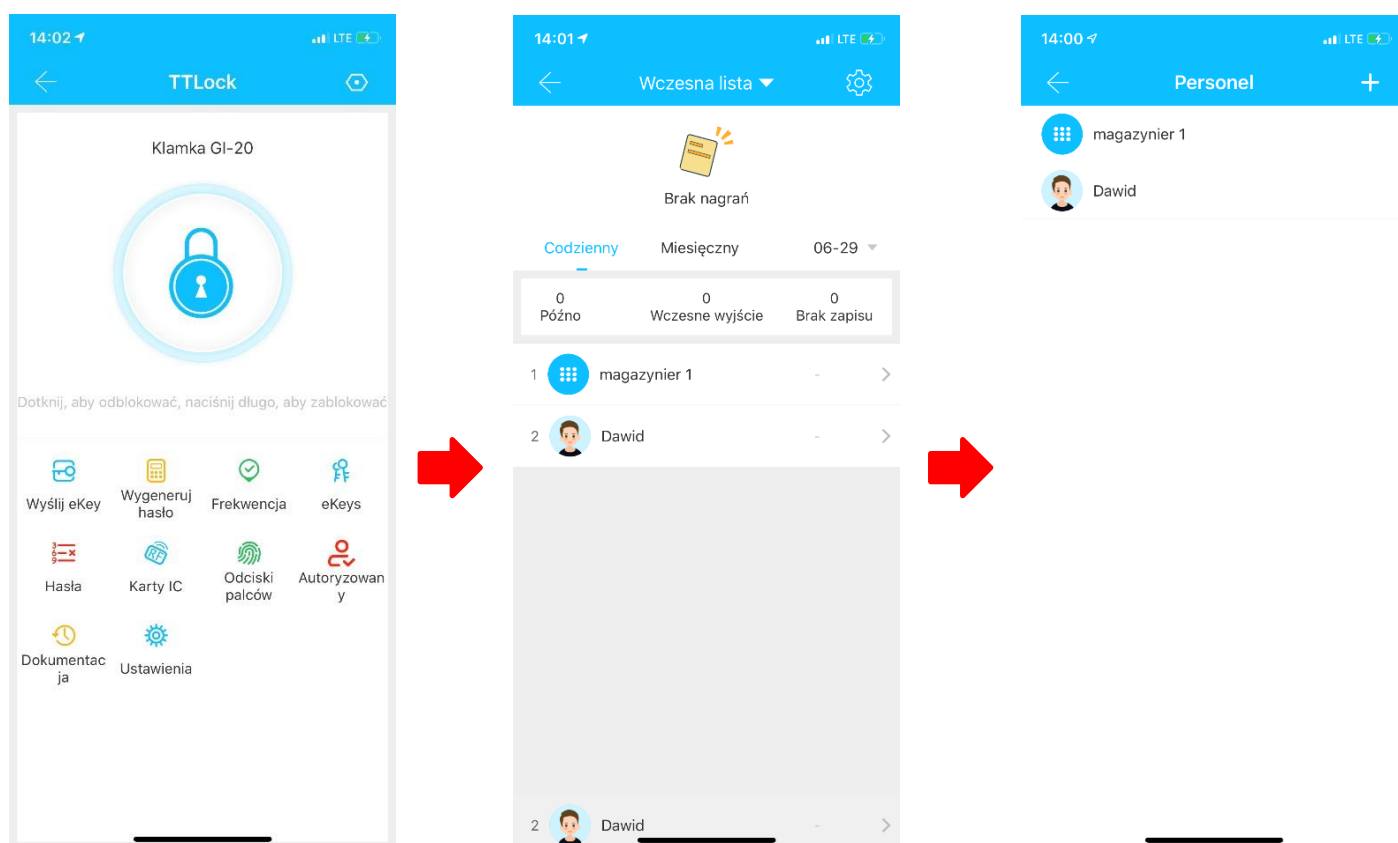 14:02
LTE
TTLock
Klamka GI-20
Dotknij, aby odblokować, naciśnij długo, aby zablokować
Wyślij eKey
Wygeneruj
hasło
Frekwencja
eKeys
Hasła
Karty IC
Odciski
palców
Autoryzowan
y
Dokumentac
ja
Ustawienia
14:01
LTE
Wczesna lista
Brak nagrań
Codzienny Miesięczny 06-29
0 0 0
Późno Wczesne wyjście Brak zapisu
1 magazynier 1 -
2 Dawid -
2 Dawid -
14:00
LTE
Personel
magazynier 1
Dawid